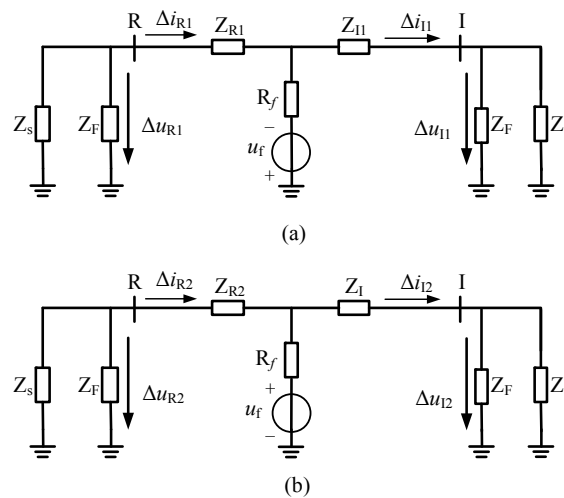 R Δi_R1 Z_R1 Z_I1 Δi_I1 I
R_f
Z_s Z_F Δu_R1 − u_f + Δu_I1 Z_F Z
(a)
R Δi_R2 Z_R2 Z_I Δi_I2 I
R_f
Z_s Z_F Δu_R2 + u_f − Δu_I2 Z_F Z
(b)